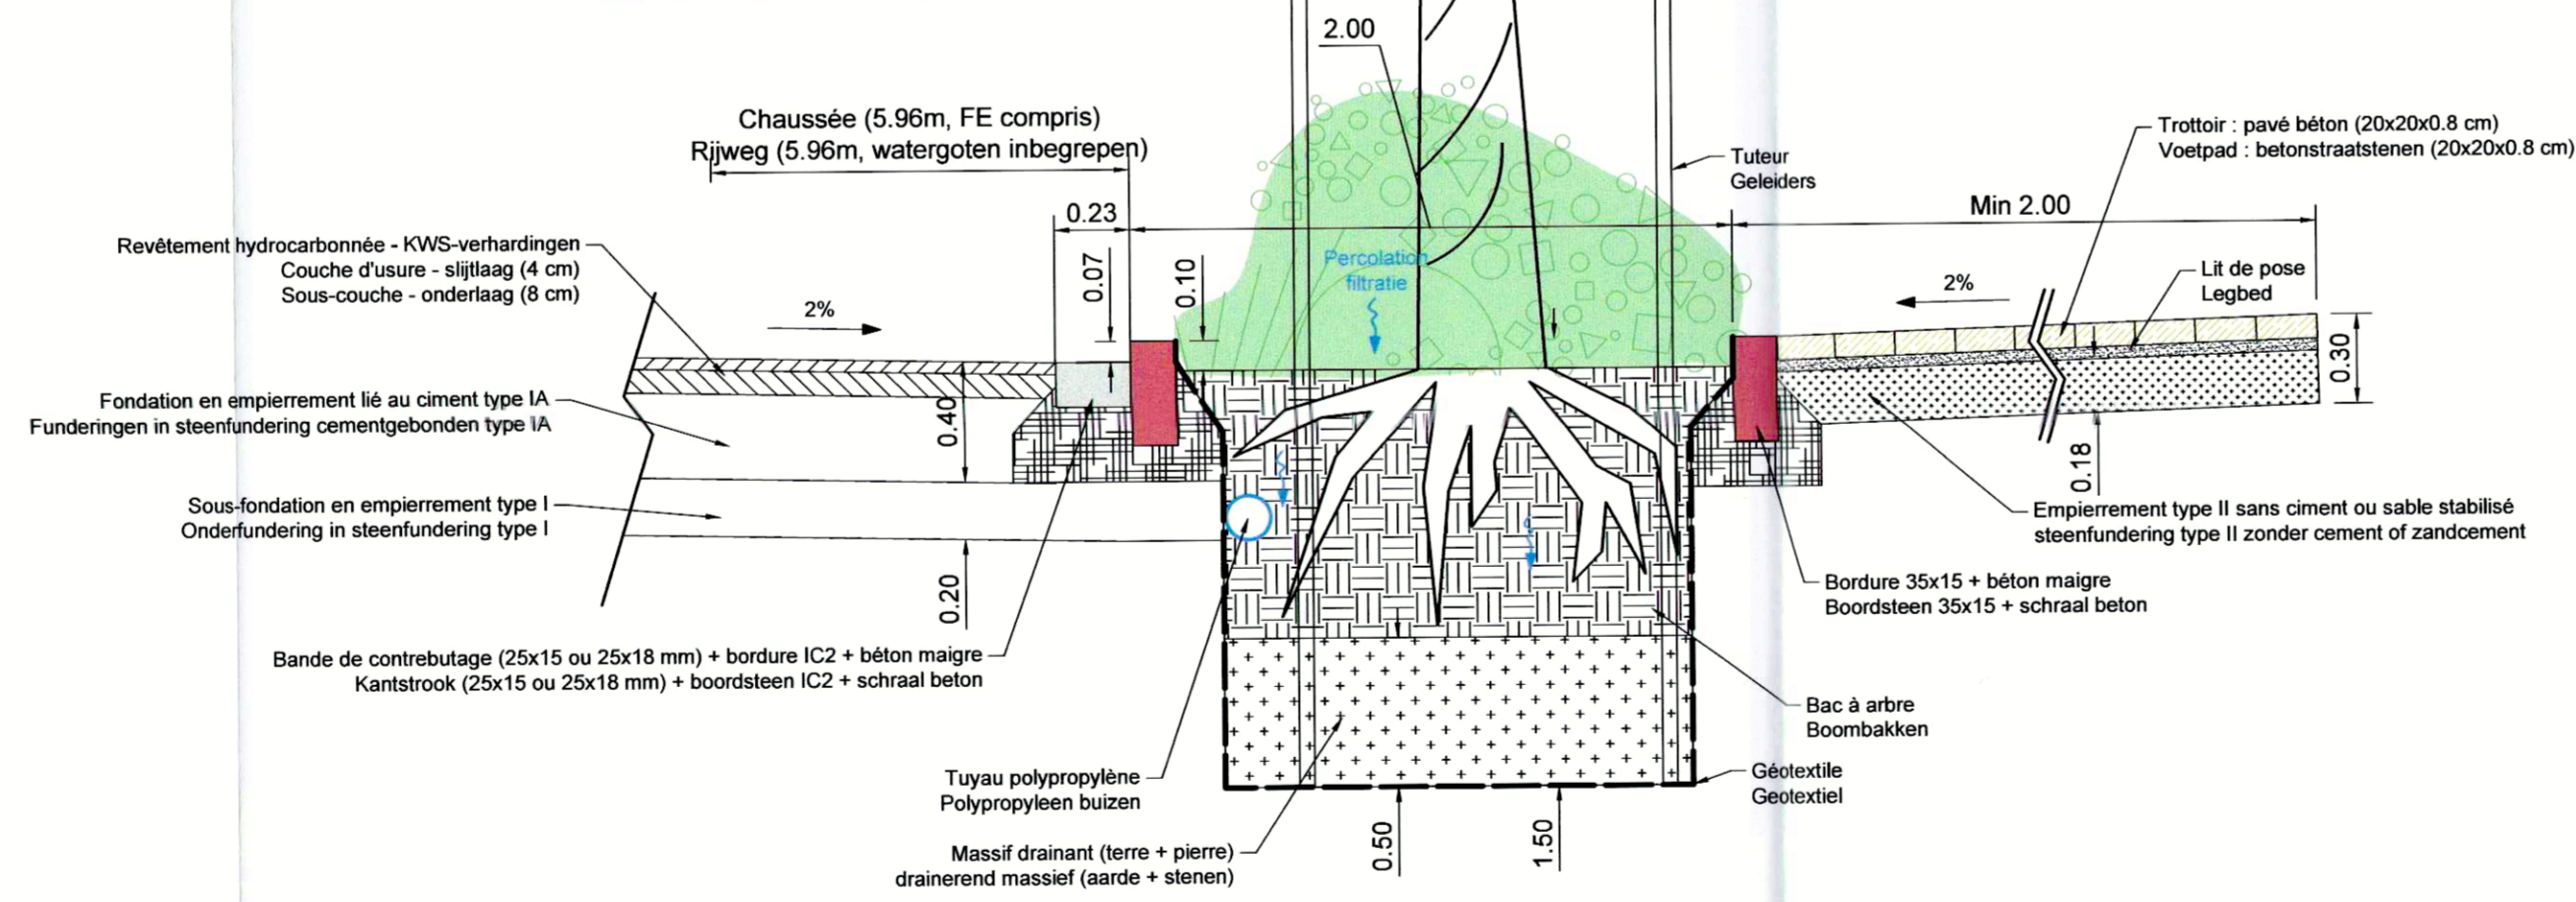 2.00
Chaussée (5.96m, FE compris)
Rijweg (5.96m, watergoten inbegrepen)
Trottoir : pavé béton (20x20x0.8 cm)
Voetpad : betonstraatstenen (20x20x0.8 cm)
Tuteur
Geleiders
Min 2.00
0.23
Revêtement hydrocarbonnée - KWS-verhardingen
Couche d'usure - slijtlaag (4 cm)
Sous-couche - onderlaag (8 cm)
2%
0.07
0.10
Percolation
filtratie
2%
Lit de pose
Legbed
0.30
Fondation en empierrement lié au ciment type IA
Funderingen in steenfundering cementgebonden type IA
0.40
0.18
Sous-fondation en empierrement type I
Onderfundering in steenfundering type I
Empierrement type II sans ciment ou sable stabilisé
steenfundering type II zonder cement of zandcement
0.20
Bordure 35x15 + béton maigre
Boordsteen 35x15 + schraal beton
Bande de contrebutage (25x15 ou 25x18 mm) + bordure IC2 + béton maigre
Kantstrook (25x15 ou 25x18 mm) + boordsteen IC2 + schraal beton
Bac à arbre
Boombakken
Tuyau polypropylène
Polypropyleen buizen
Géotextile
Geotextiel
0.50
1.50
Massif drainant (terre + pierre)
drainerend massief (aarde + stenen)